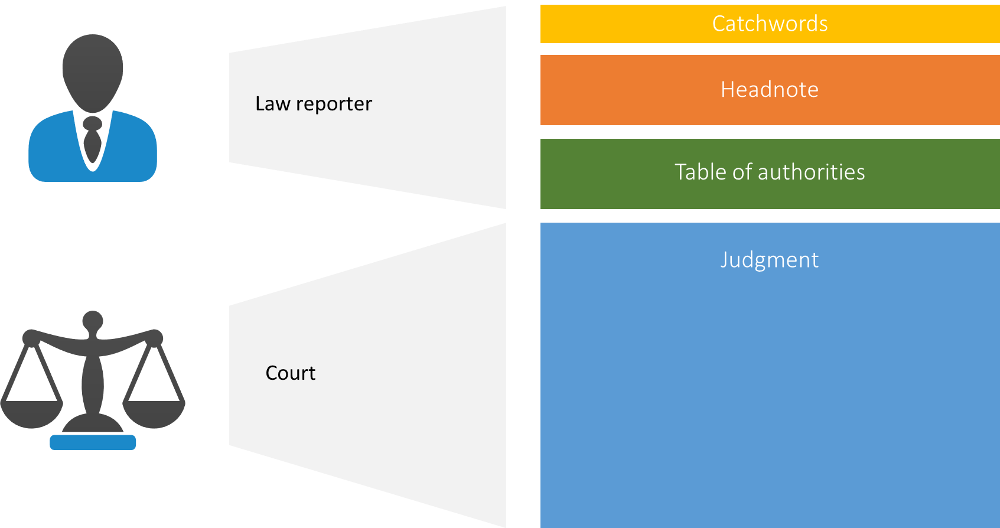 Catchwords
Headnote
Law reporter
Table of authorities
Judgment
Court